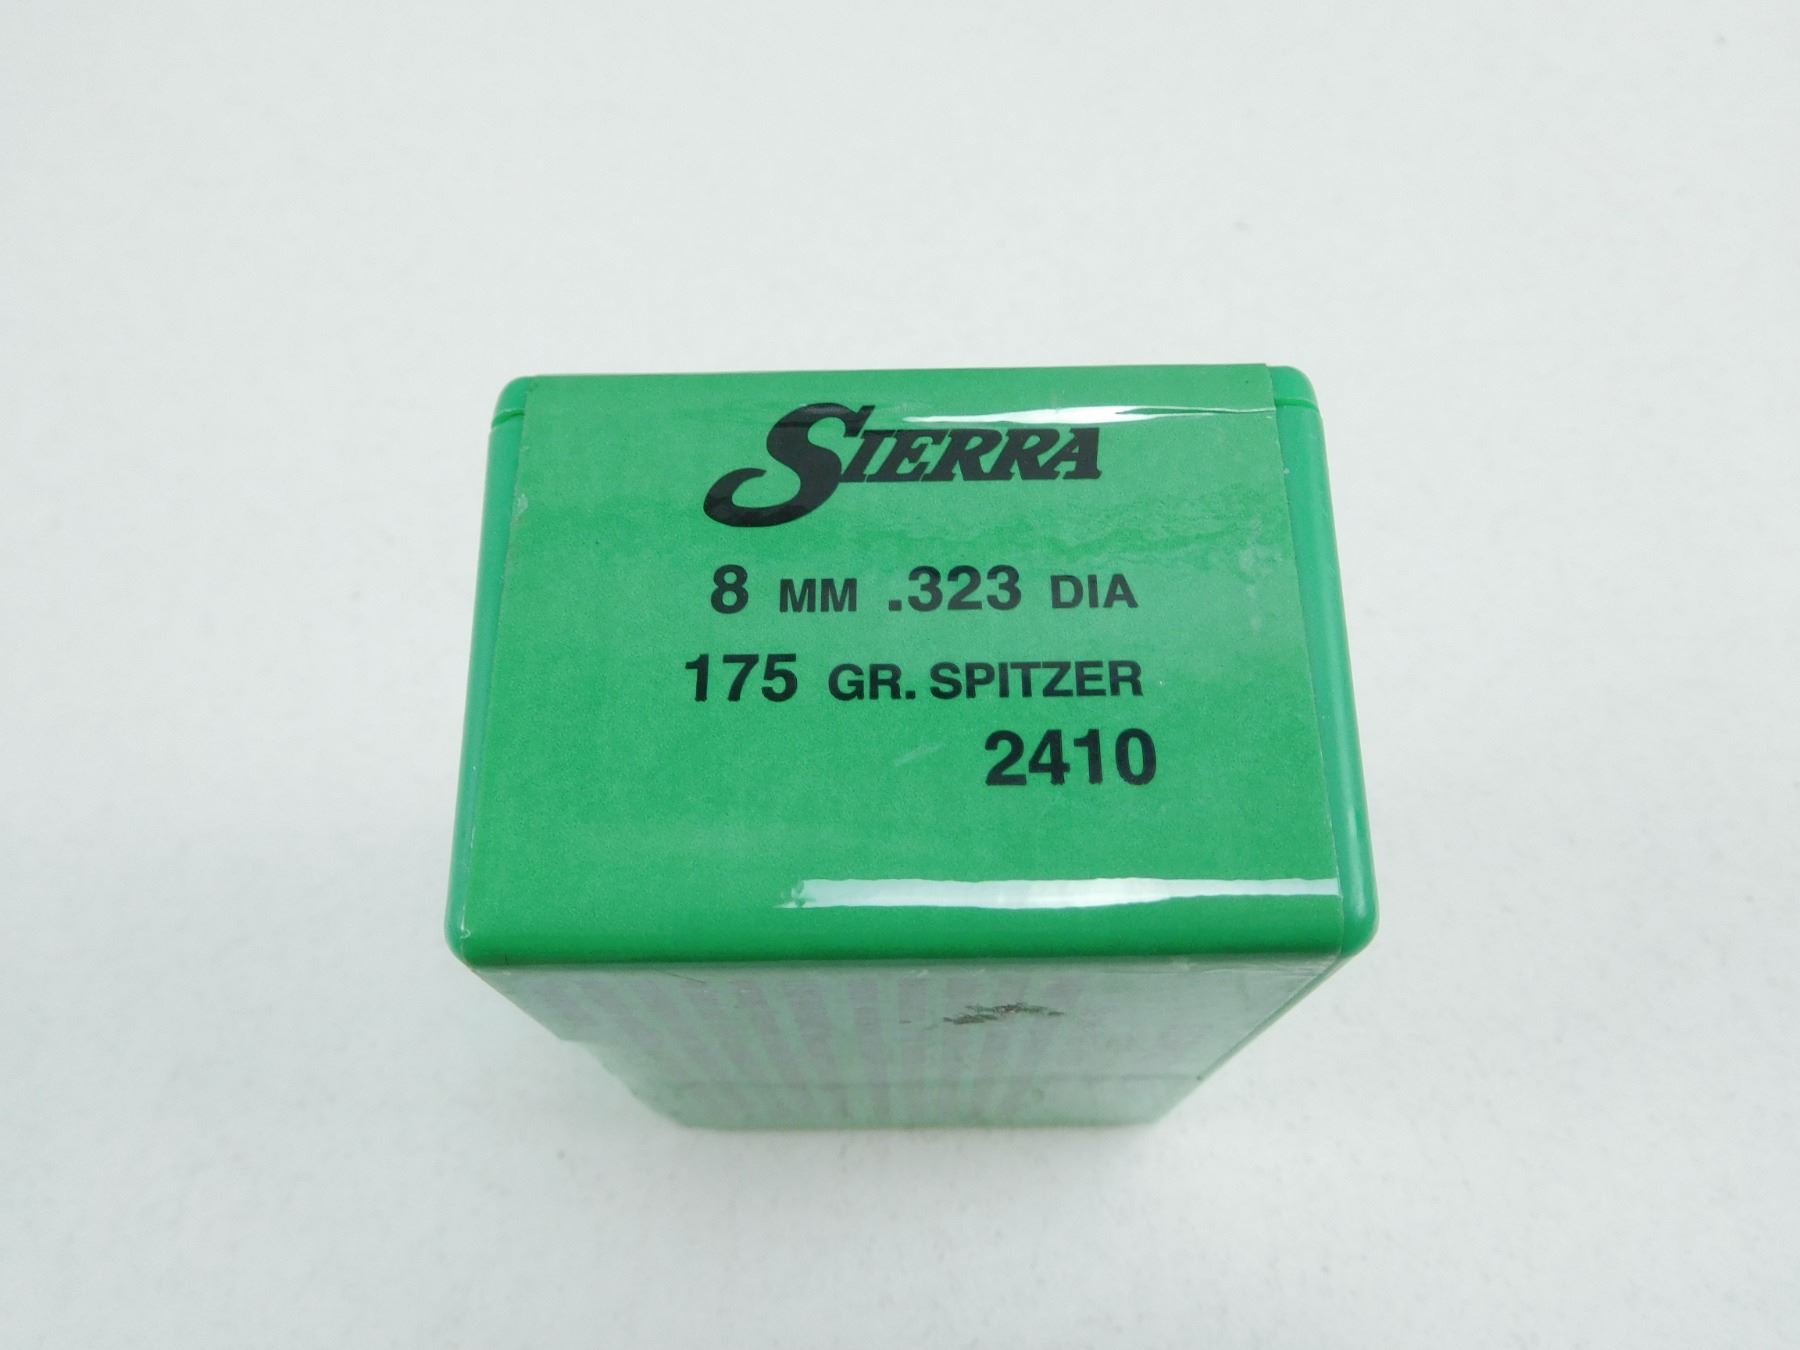 SIERRA
8 MM .323 DIA
175 GR. SPITZER
2410